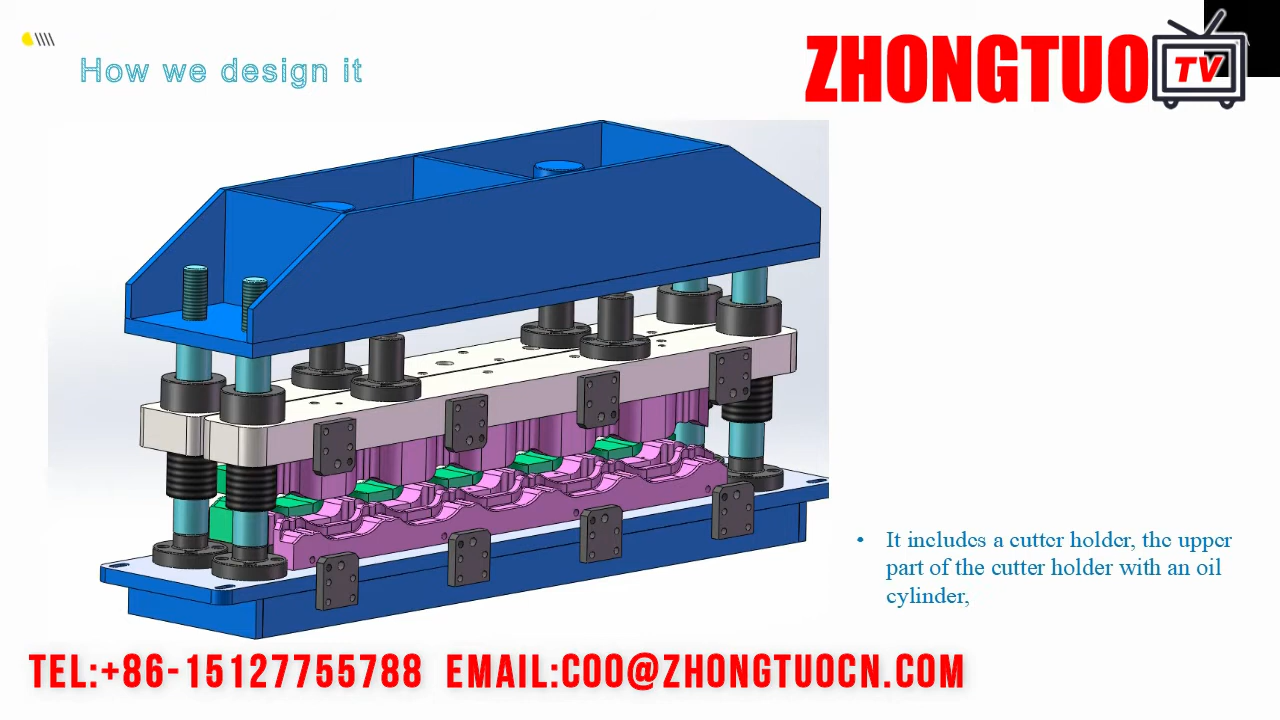 How we design it
ZHONGTUO
TV
• It includes a cutter holder, the upper
part of the cutter holder with an oil
cylinder,
TEL:+86-15127755788 EMAIL:COO@ZHONGTUOCN.COM